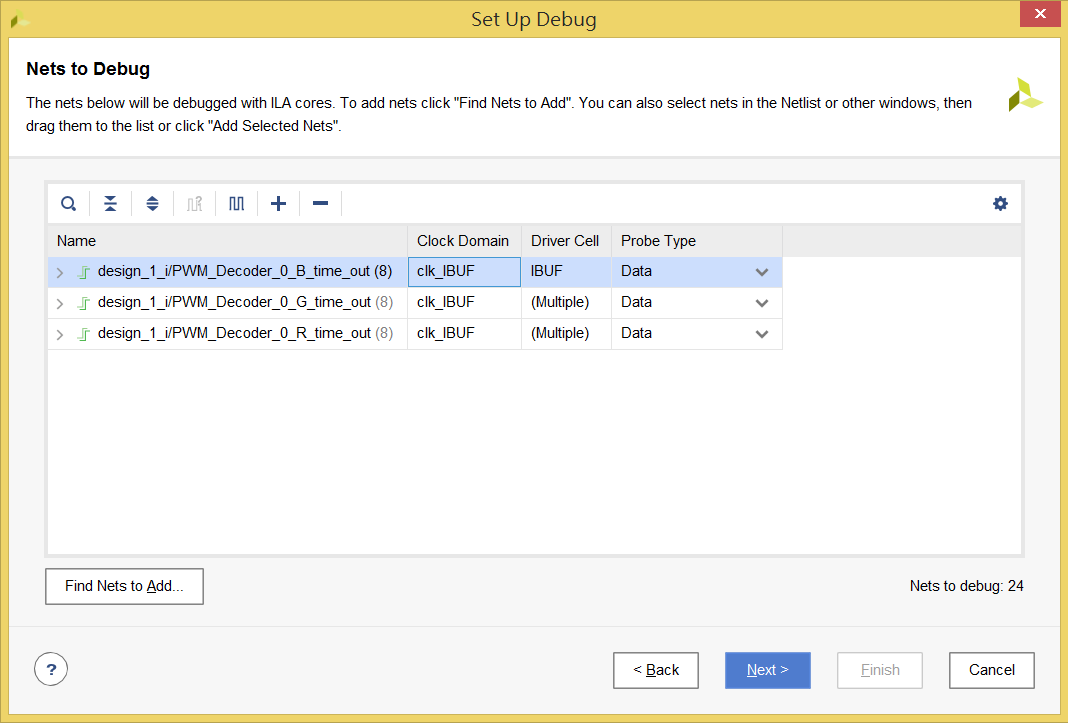 Set Up Debug
Nets to Debug
The nets below will be debugged with ILA cores. To add nets click "Find Nets to Add". You can also select nets in the Netlist or other windows, then
drag them to the list or click "Add Selected Nets".
Name Clock Domain Driver Cell Probe Type
design_1_i/PWM_Decoder_0_B_time_out (8) clk_IBUF IBUF Data
design_1_i/PWM_Decoder_0_G_time_out (8) clk_IBUF (Multiple) Data
design_1_i/PWM_Decoder_0_R_time_out (8) clk_IBUF (Multiple) Data
Find Nets to Add... Nets to debug: 24
? < Back Next > Finish Cancel